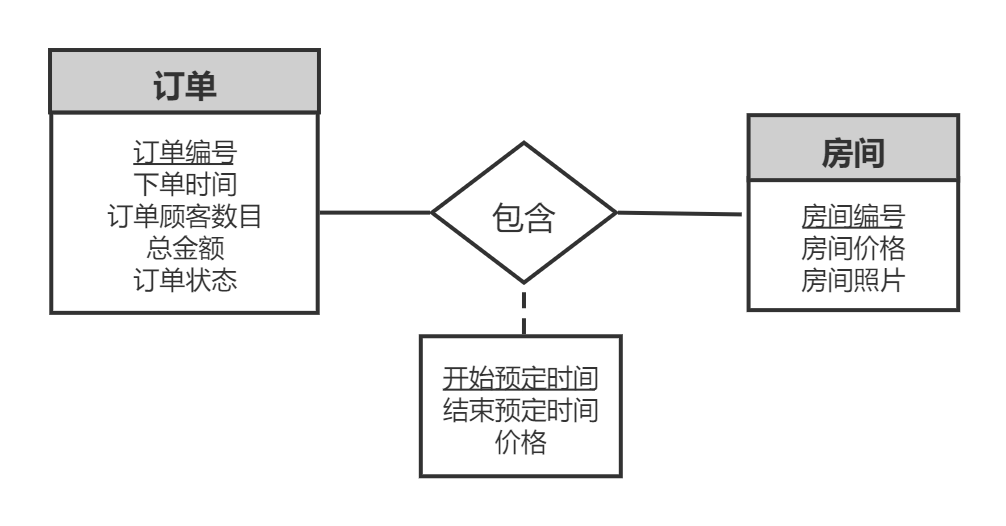 订单
订单编号
下单时间
订单顾客数目
总金额
订单状态
包含
房间
房间编号
房间价格
房间照片
开始预定时间
结束预定时间
价格